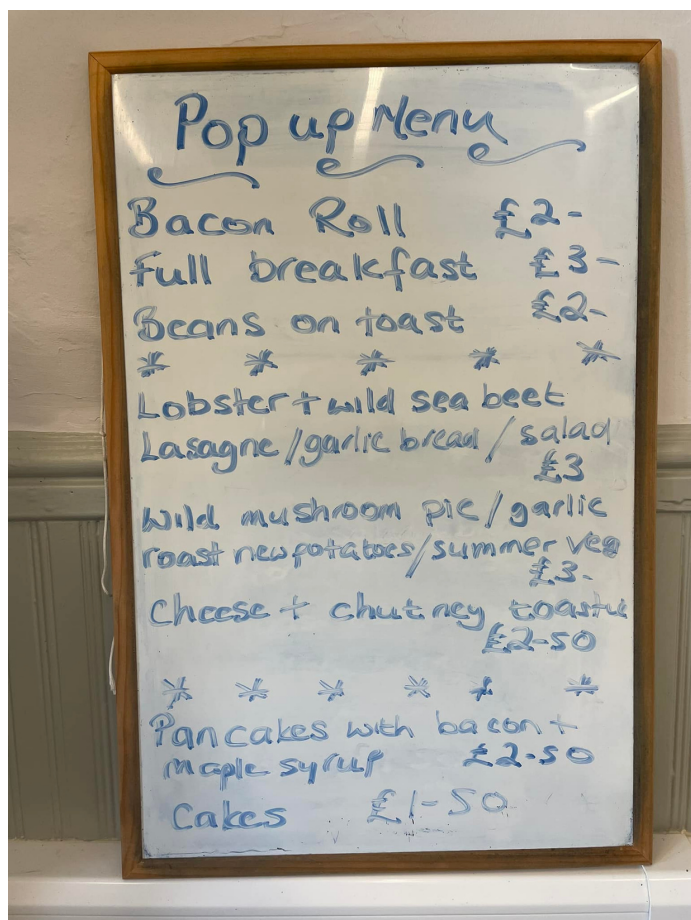 Pop up Menu
Bacon Roll £2-
Full breakfast £3-
Beans on toast £2-
* * * * *
Lobster + wild sea beet
Lasagne/garlic bread/salad
£3
Wild mushroom pie/garlic
roast new potatoes/summer veg
£3-
Cheese + chutney toastie
£2-50
* * * * * *
Pancakes with bacon +
maple syrup £2-50
Cakes £1-50